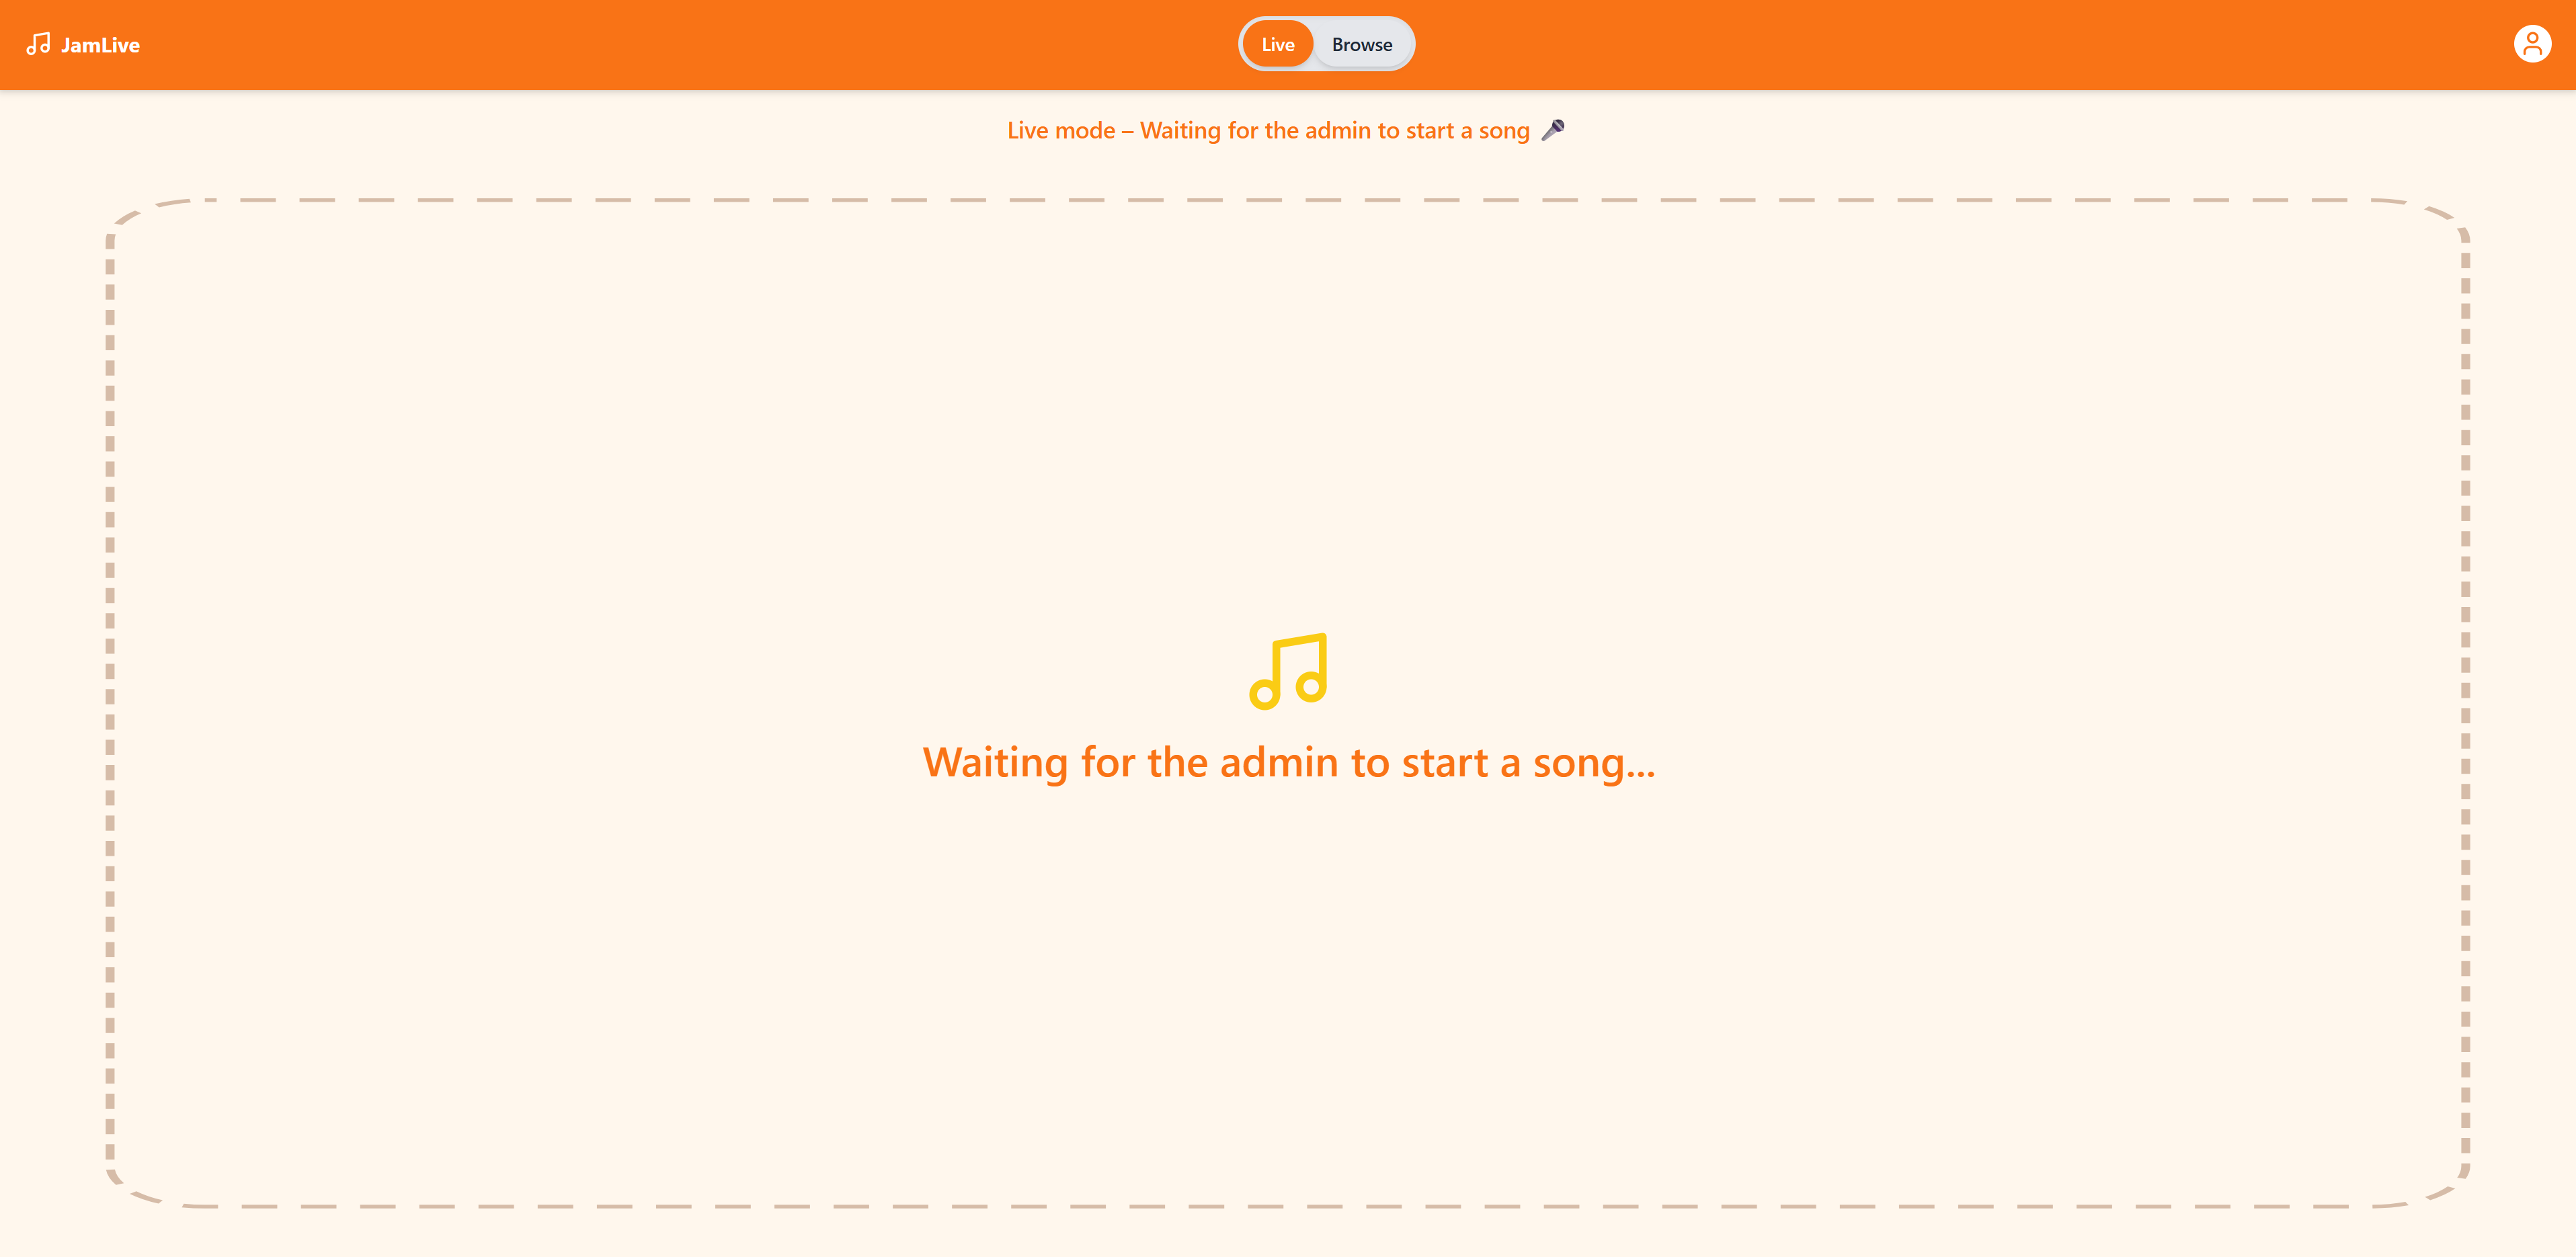 JamLive
Live Browse
Live mode – Waiting for the admin to start a song 🎤
Waiting for the admin to start a song...